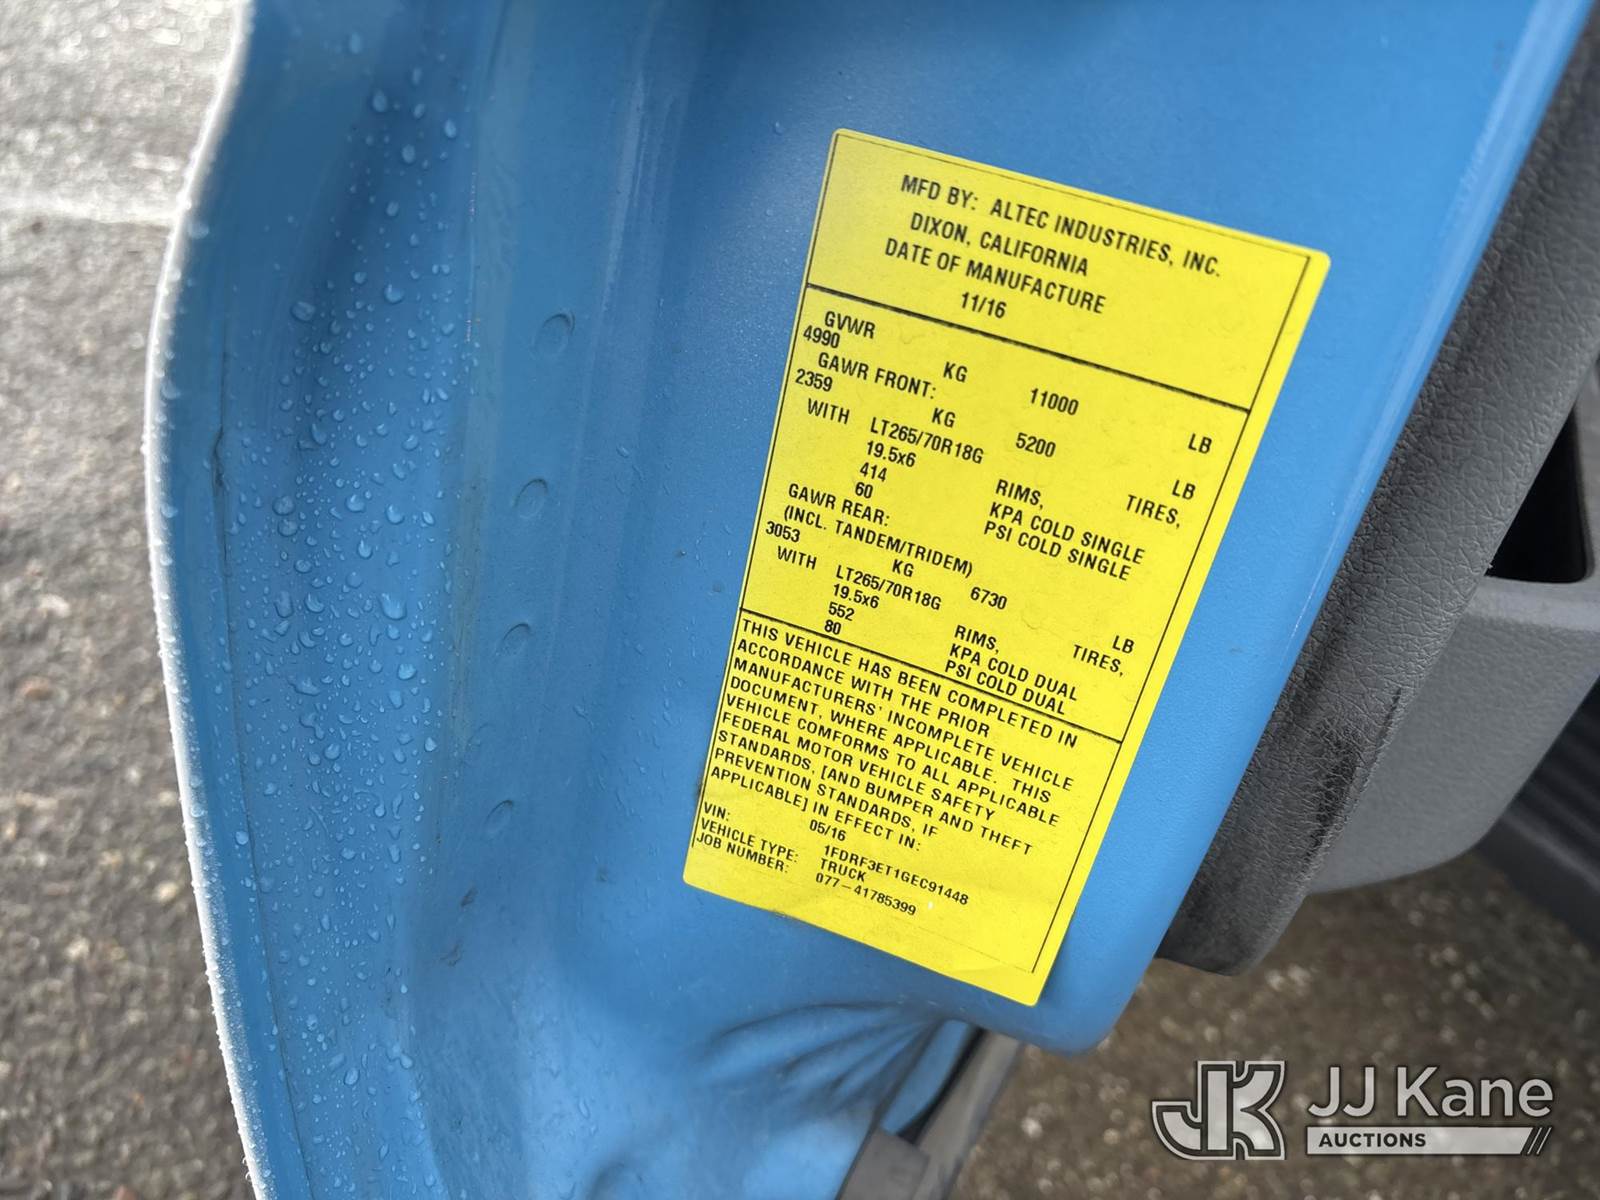 MFD BY: ALTEC INDUSTRIES, INC.
DIXON, CALIFORNIA
DATE OF MANUFACTURE
11/16
GVWR
4990 KG 11000 LB
GAWR FRONT:
2359 KG 5200 LB
WITH LT265/70R18G TIRES,
19.5x6 RIMS,
414 KPA COLD SINGLE
60 PSI COLD SINGLE
GAWR REAR:
(INCL. TANDEM/TRIDEM)
3053 KG 6730 LB
WITH LT265/70R18G TIRES,
19.5x6 RIMS,
552 KPA COLD DUAL
80 PSI COLD DUAL
THIS VEHICLE HAS BEEN COMPLETED IN
ACCORDANCE WITH THE PRIOR
MANUFACTURERS' INCOMPLETE VEHICLE
DOCUMENT, WHERE APPLICABLE. THIS
VEHICLE COMFORMS TO ALL APPLICABLE
FEDERAL MOTOR VEHICLE SAFETY
STANDARDS, [AND BUMPER AND THEFT
PREVENTION STANDARDS, IF
APPLICABLE] IN EFFECT IN:
05/16
VIN: 1FDRF3ET1GEC91448
VEHICLE TYPE: TRUCK
JOB NUMBER: 077-41785399
JK JJ Kane
AUCTIONS